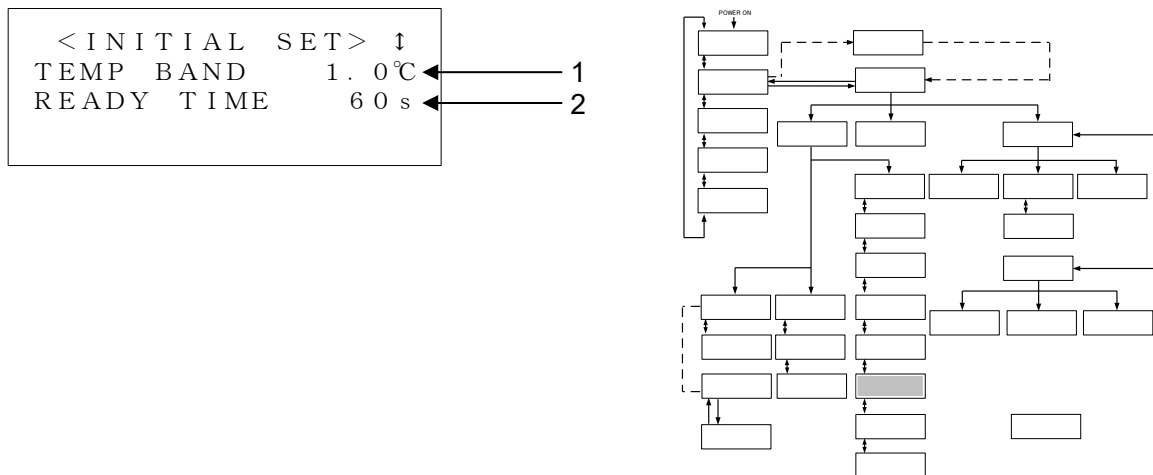 <INITIAL SET> ↕
TEMP BAND 1.0℃
READY TIME 60s
1
2
POWER ON